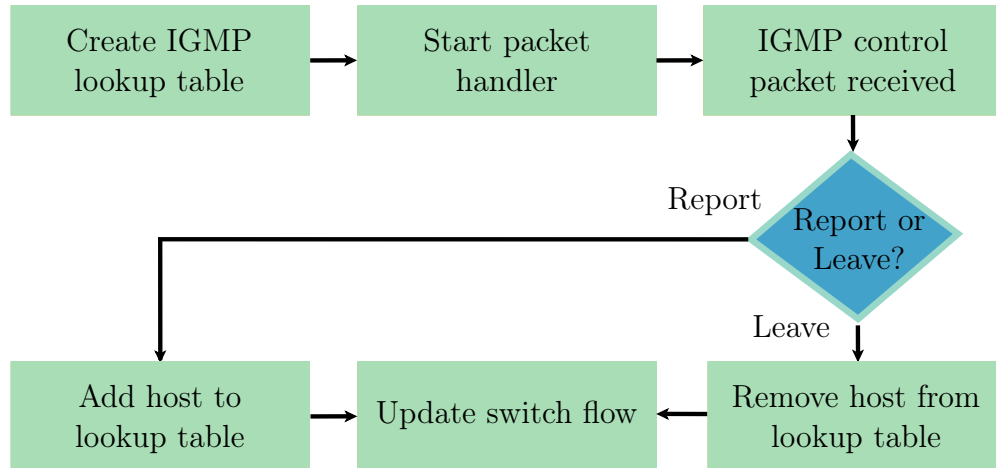 Create IGMP
lookup table
Start packet
handler
IGMP control
packet received
Report
Report or
Leave?
Leave
Add host to
lookup table
Update switch flow
Remove host from
lookup table